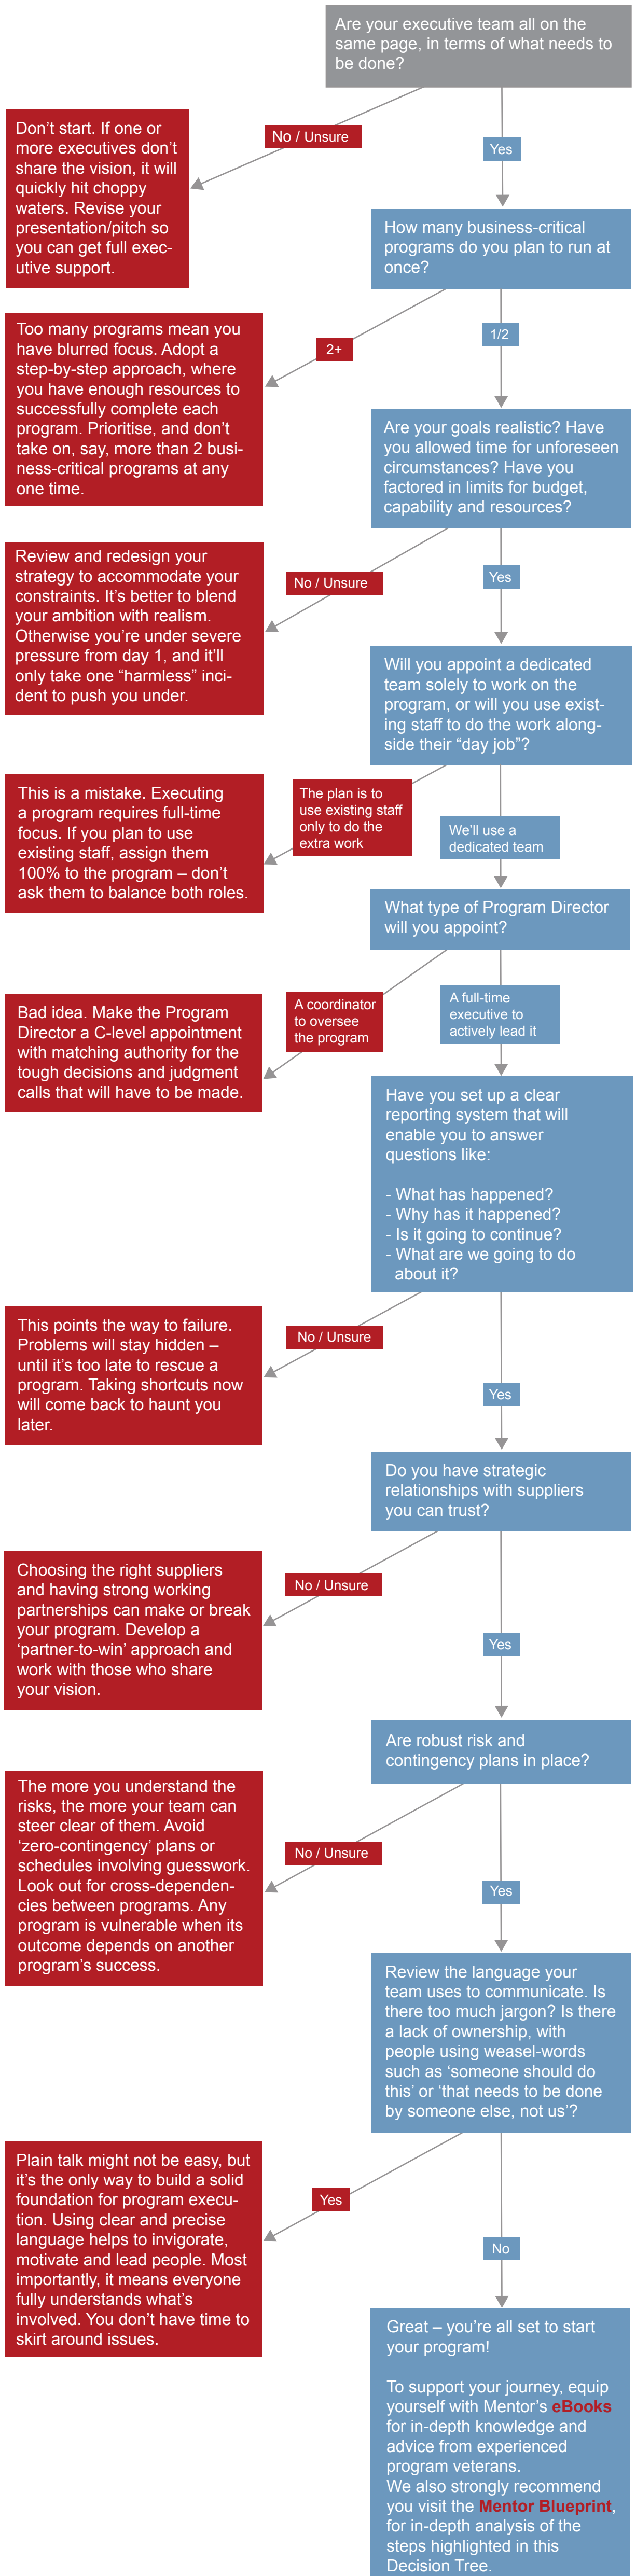 Are your executive team all on the
same page, in terms of what needs to
be done?
No / Unsure
Yes
Don’t start. If one or
more executives don’t
share the vision, it will
quickly hit choppy
waters. Revise your
presentation/pitch so
you can get full exec-
utive support.
How many business-critical
programs do you plan to run at
once?
2+
1/2
Too many programs mean you
have blurred focus. Adopt a
step-by-step approach, where
you have enough resources to
successfully complete each
program. Prioritise, and don’t
take on, say, more than 2 busi-
ness-critical programs at any
one time.
Are your goals realistic? Have
you allowed time for unforeseen
circumstances? Have you
factored in limits for budget,
capability and resources?
No / Unsure
Yes
Review and redesign your
strategy to accommodate your
constraints. It’s better to blend
your ambition with realism.
Otherwise you’re under severe
pressure from day 1, and it’ll
only take one “harmless” inci-
dent to push you under.
Will you appoint a dedicated
team solely to work on the
program, or will you use exist-
ing staff to do the work along-
side their “day job”?
The plan is to
use existing staff
only to do the
extra work
We’ll use a
dedicated team
This is a mistake. Executing
a program requires full-time
focus. If you plan to use
existing staff, assign them
100% to the program – don’t
ask them to balance both roles.
What type of Program Director
will you appoint?
A coordinator
to oversee
the program
A full-time
executive to
actively lead it
Bad idea. Make the Program
Director a C-level appointment
with matching authority for the
tough decisions and judgment
calls that will have to be made.
Have you set up a clear
reporting system that will
enable you to answer
questions like:
- What has happened?
- Why has it happened?
- Is it going to continue?
- What are we going to do
about it?
No / Unsure
Yes
This points the way to failure.
Problems will stay hidden –
until it’s too late to rescue a
program. Taking shortcuts now
will come back to haunt you
later.
Do you have strategic
relationships with suppliers
you can trust?
No / Unsure
Yes
Choosing the right suppliers
and having strong working
partnerships can make or break
your program. Develop a
‘partner-to-win’ approach and
work with those who share
your vision.
Are robust risk and
contingency plans in place?
No / Unsure
Yes
The more you understand the
risks, the more your team can
steer clear of them. Avoid
‘zero-contingency’ plans or
schedules involving guesswork.
Look out for cross-dependen-
cies between programs. Any
program is vulnerable when its
outcome depends on another
program’s success.
Review the language your
team uses to communicate. Is
there too much jargon? Is there
a lack of ownership, with
people using weasel-words
such as ‘someone should do
this’ or ‘that needs to be done
by someone else, not us’?
Yes
No
Plain talk might not be easy, but
it’s the only way to build a solid
foundation for program execu-
tion. Using clear and precise
language helps to invigorate,
motivate and lead people. Most
importantly, it means everyone
fully understands what’s
involved. You don’t have time to
skirt around issues.
Great – you’re all set to start
your program!
To support your journey, equip
yourself with Mentor’s eBooks
for in-depth knowledge and
advice from experienced
program veterans.
We also strongly recommend
you visit the Mentor Blueprint,
for in-depth analysis of the
steps highlighted in this
Decision Tree.